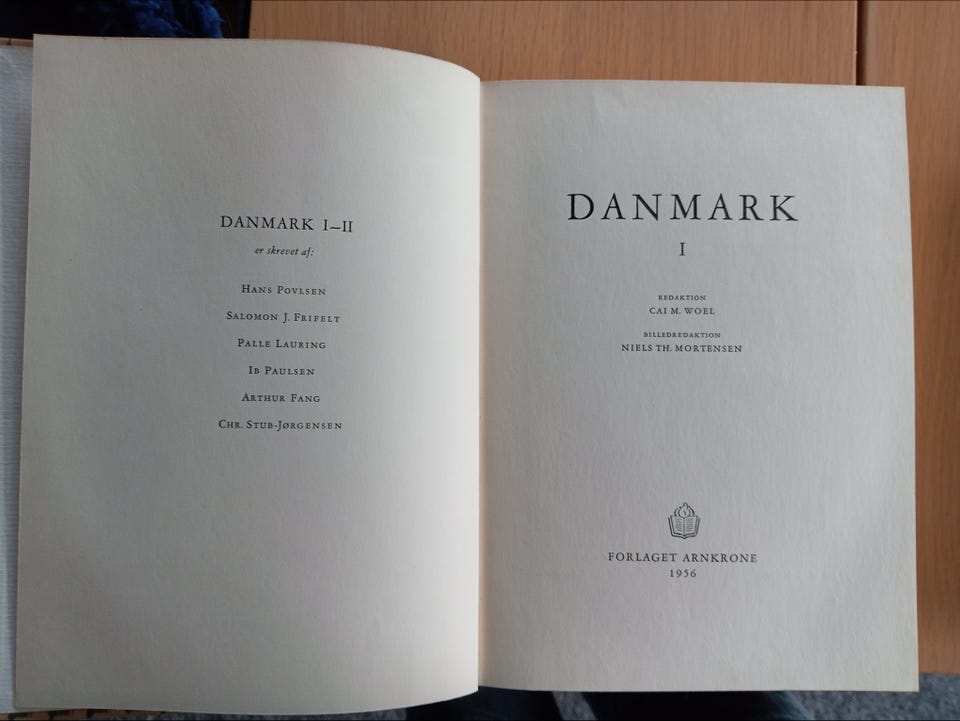 DANMARK I–II
er skrevet af:
Hans Povlsen
Salomon J. Frifelt
Palle Lauring
Ib Paulsen
Arthur Fang
Chr. Stub-Jørgensen
DANMARK
I
REDAKTION
CAI M. WOEL
BILLEDREDAKTION
NIELS TH. MORTENSEN
FORLAGET ARNKRONE
1956